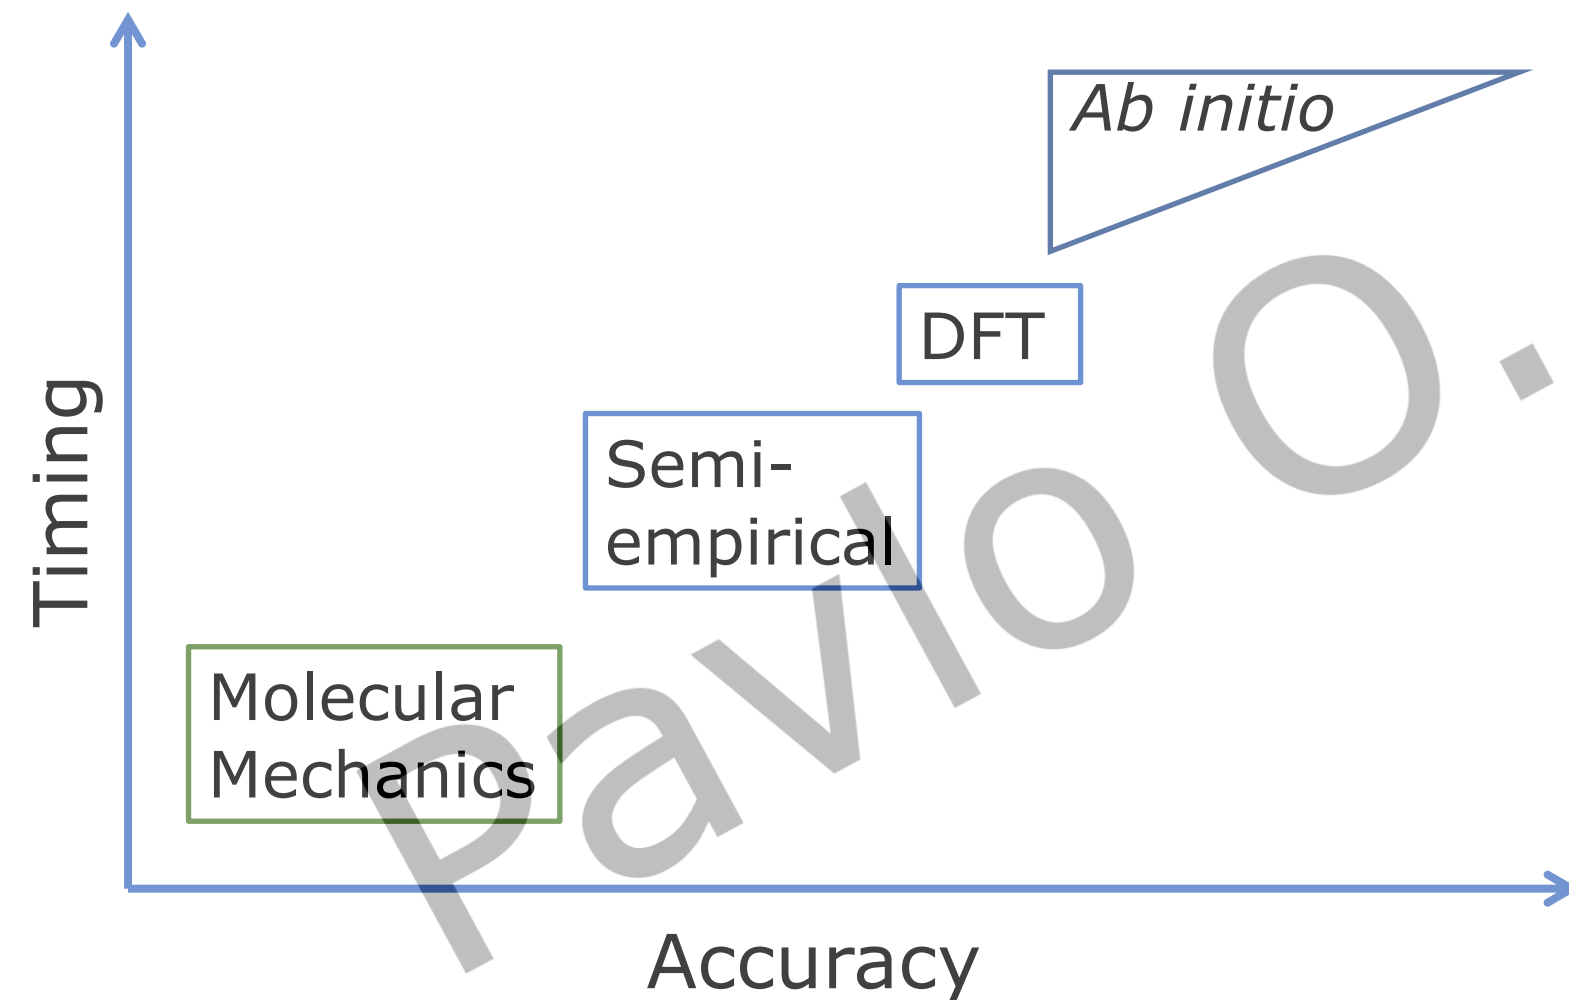 Ab initio
DFT
Semi-
empirical
Molecular
Mechanics
Timing
Accuracy
Pavlo O.